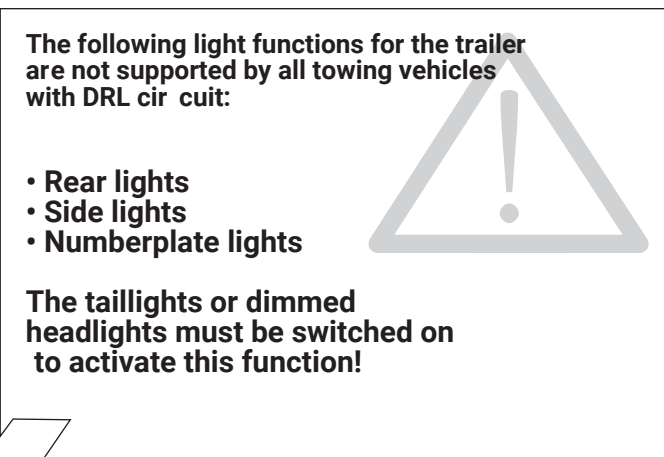 The following light functions for the trailer
are not supported by all towing vehicles
with DRL cir cuit:
• Rear lights
• Side lights
• Numberplate lights
The taillights or dimmed
headlights must be switched on
to activate this function!